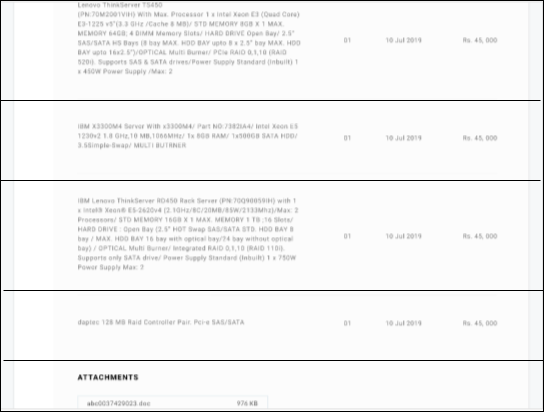 Lenovo ThinkServer TS450
(PN:70M2001VIH) With Max. Processor 1 x Intel Xeon E3 (Quad Core)
E3-1225 v5"(3.3 GHz /Cache 8 MB)/ STD MEMORY 8GB X 1 MAX.
MEMORY 64GB; 4 DIMM Memory Slots/ HARD DRIVE Open Bay/ 2.5"
SAS/SATA HS Bays (8 bay MAX. HDD BAY upto 8 x 2.5" bay MAX. HDD
BAY upto 16x2.5")/OPTICAL Multi Burner/ PCIe RAID 0,1,10 (RAID
520i). Supports SAS & SATA drives/Power Supply Standard (Inbuilt) 1
x 450W Power Supply /Max: 2
01 10 Jul 2019 Rs. 45, 000
IBM X3300M4 Server With x3300M4/ Part NO:7382IA4/ Intel Xeon E5
1230v2 1.8 GHz,10 MB,1066MHz/ 1x 8GB RAM/ 1x500GB SATA HDD/
3.5Simple-Swap/ MULTI BUTRNER
01 10 Jul 2019 Rs. 45, 000
IBM Lenovo ThinkServer RD450 Rack Server (PN:70Q90059IH) with 1
x Intel® Xeon® E5-2620v4 (2.1GHz/8C/20MB/85W/2133Mhz)/Max: 2
Processors/ STD MEMORY 16GB X 1 MAX. MEMORY 1 TB :16 Slots/
HARD DRIVE : Open Bay (2.5" HOT Swap SAS/SATA STD. HDD BAY 8
bay / MAX. HDD BAY 16 bay with optical bay/24 bay without optical
bay) / OPTICAL Multi Burner/ Integrated RAID 0,1,10 (RAID 110i).
Supports only SATA drive/ Power Supply Standard (Inbuilt) 1 x 750W
Power Supply Max: 2
01 10 Jul 2019 Rs. 45, 000
daptec 128 MB Raid Controller Pair. Pci-e SAS/SATA
01 10 Jul 2019 Rs. 45, 000
ATTACHMENTS
abc0037420023.doc 976 KB